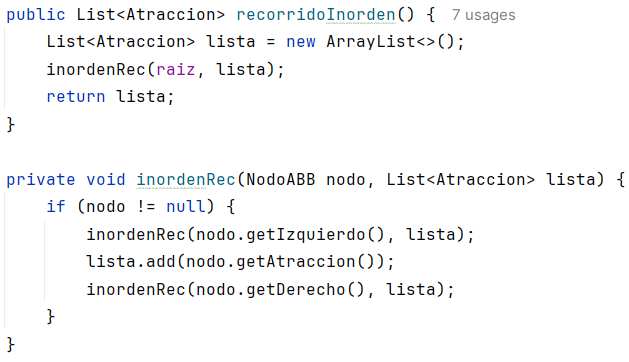 public List<Atraccion> recorridoInorden() {   7 usages
    List<Atraccion> lista = new ArrayList<>();
    inordenRec(raiz, lista);
    return lista;
}

private void inordenRec(NodoABB nodo, List<Atraccion> lista) {
    if (nodo != null) {
        inordenRec(nodo.getIzquierdo(), lista);
        lista.add(nodo.getAtraccion());
        inordenRec(nodo.getDerecho(), lista);
    }
}